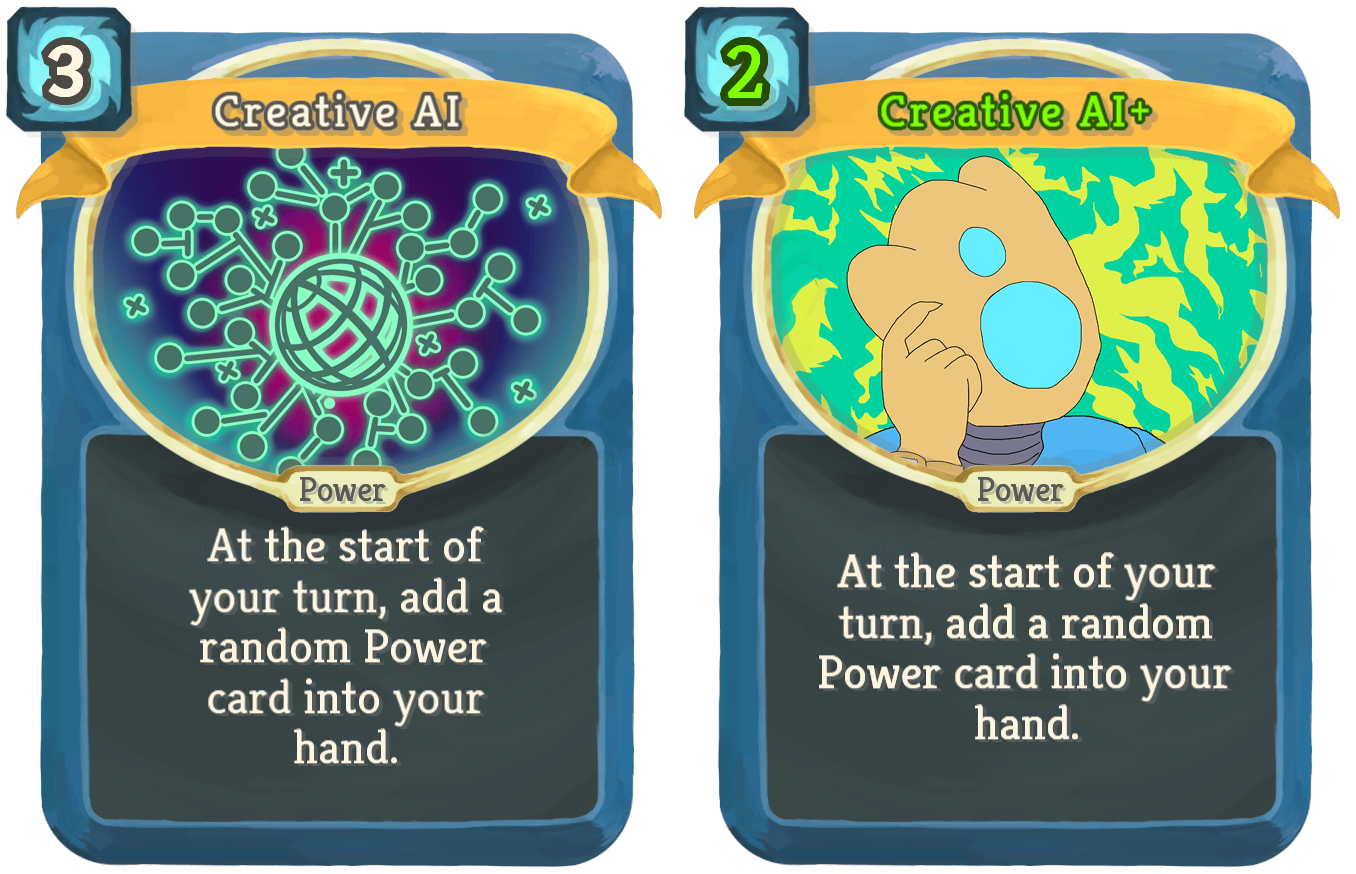 3
Creative AI
Power
At the start of
your turn, add a
random Power
card into your
hand.
2
Creative AI+
Power
At the start of your
turn, add a random
Power card into your
hand.